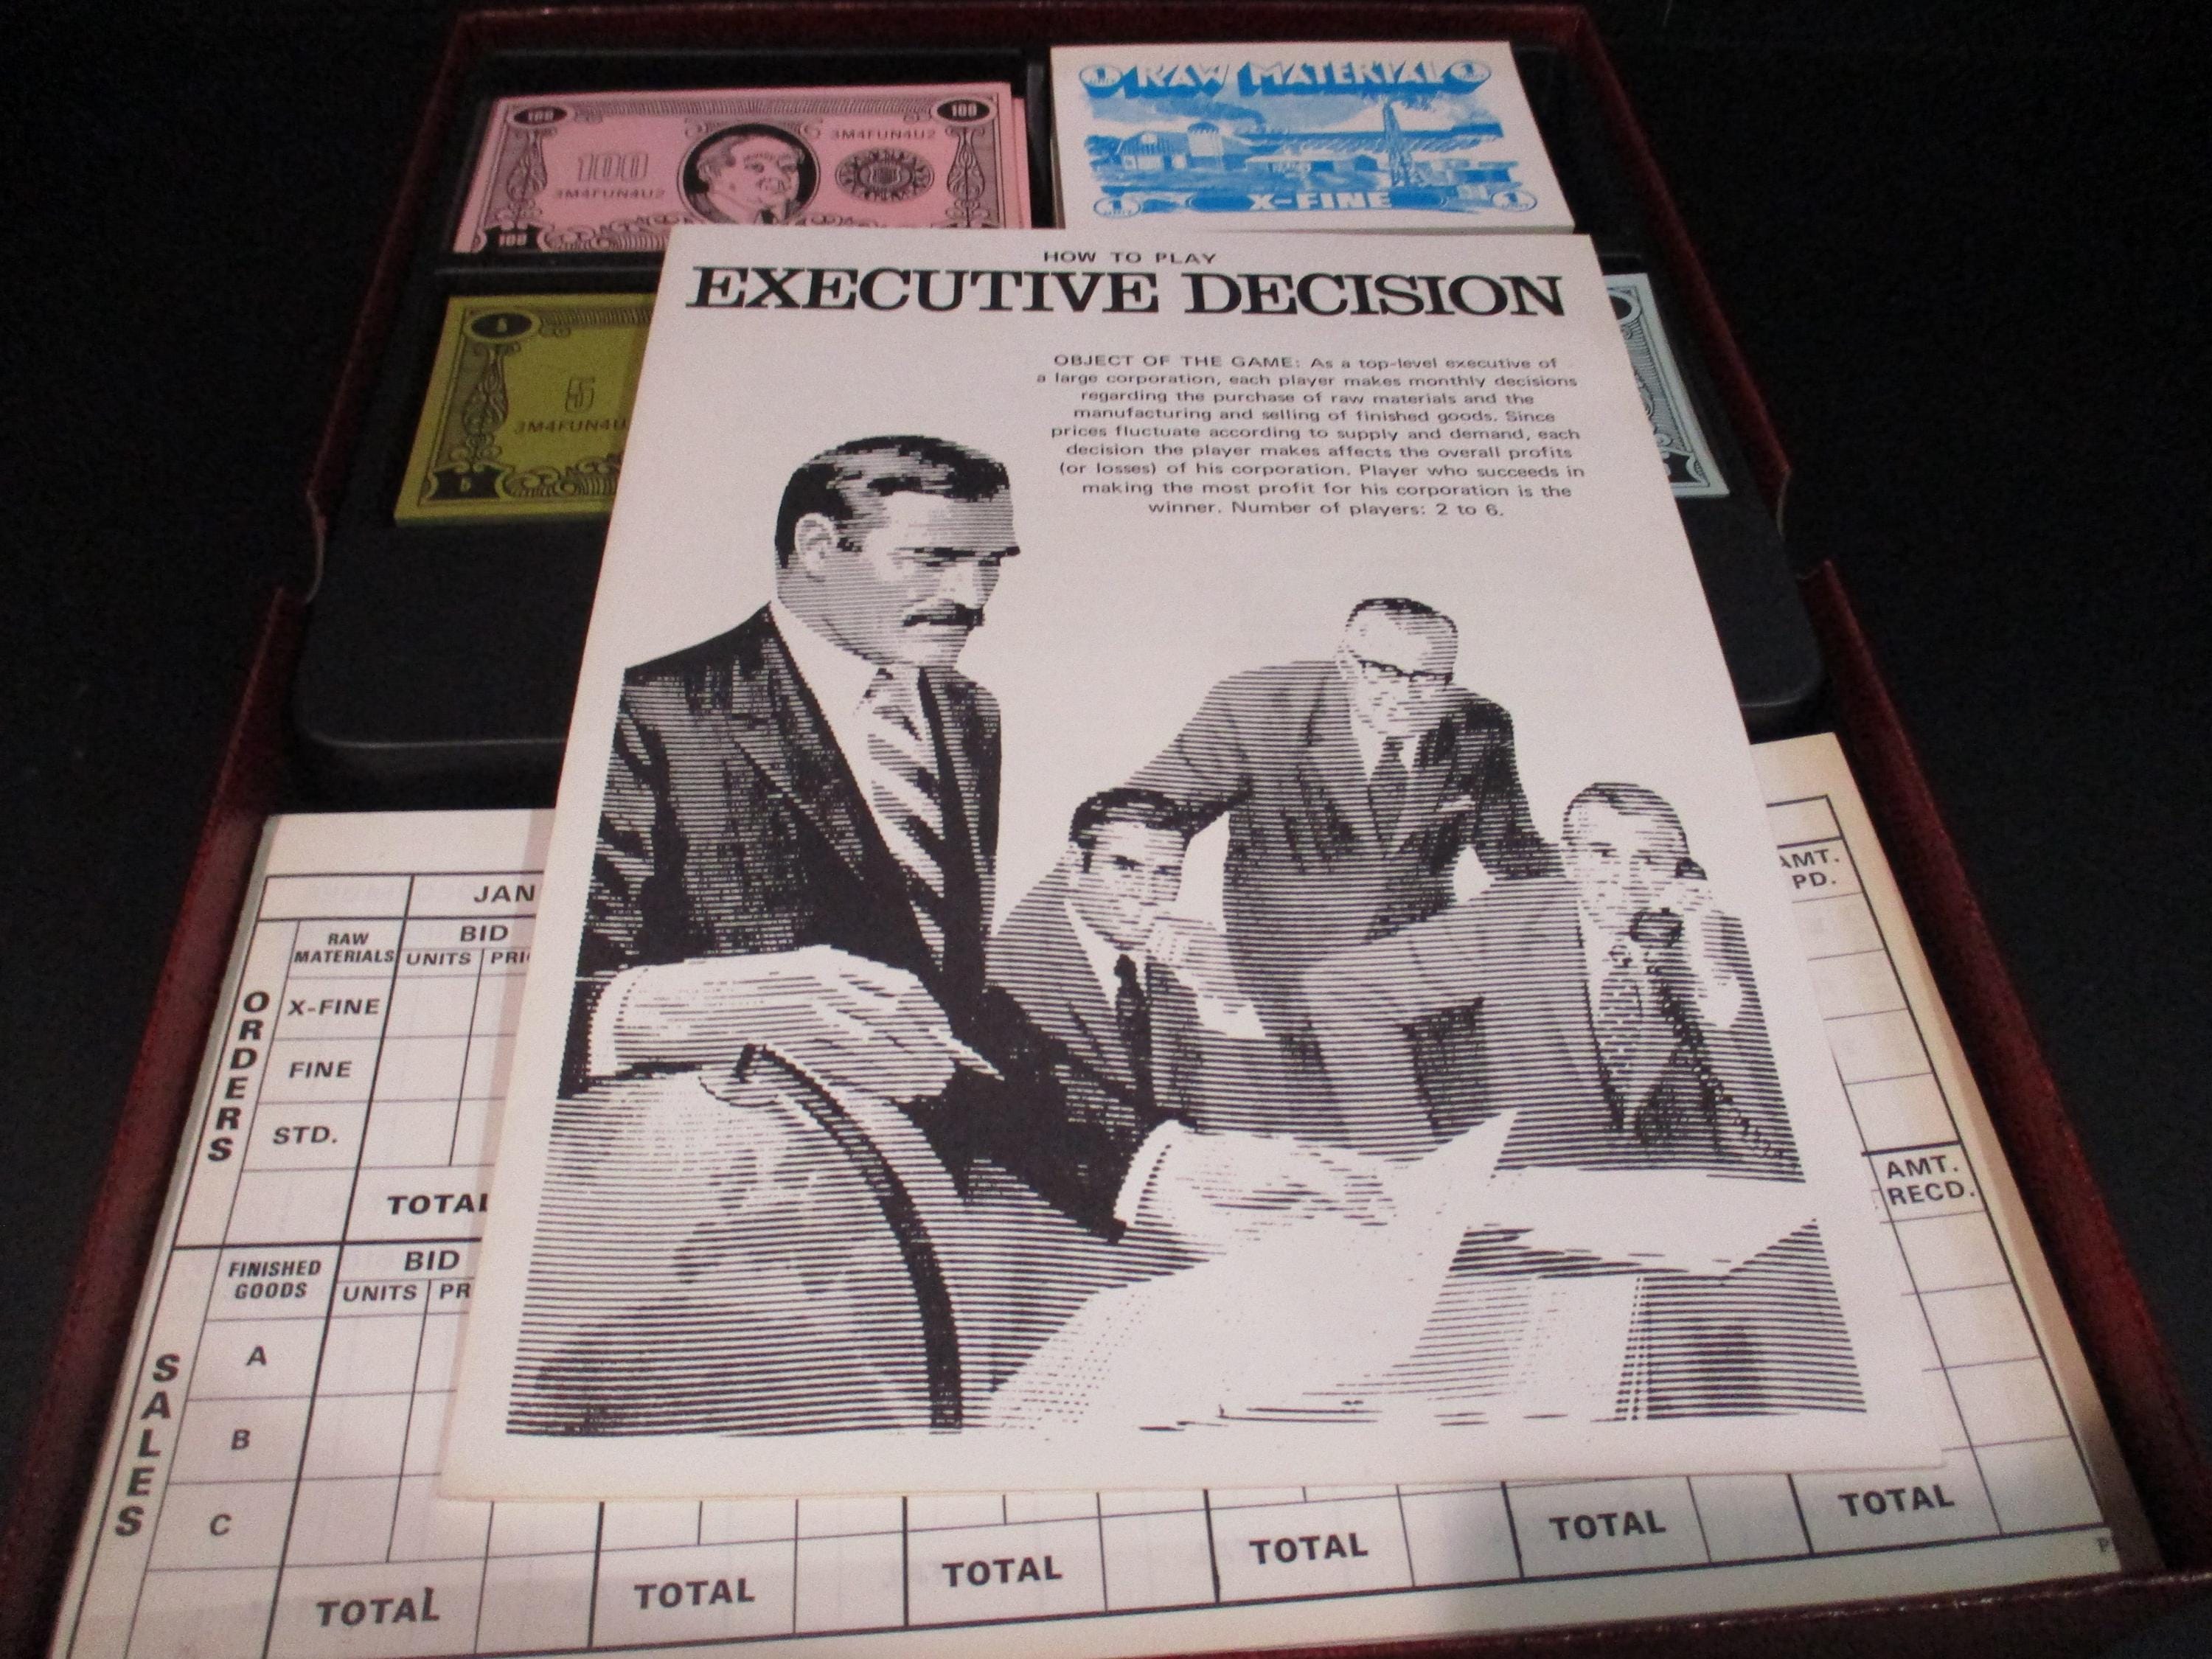 100
100
3M4FUN4U2
100
3M4FUN4U2
100
RAW MATERIAL
1
1
X-FINE
1
1
5
5
3M4FUN4U
5
HOW TO PLAY
EXECUTIVE DECISION
OBJECT OF THE GAME: As a top-level executive of
a large corporation, each player makes monthly decisions
regarding the purchase of raw materials and the
manufacturing and selling of finished goods. Since
prices fluctuate according to supply and demand, each
decision the player makes affects the overall profits
(or losses) of his corporation. Player who succeeds in
making the most profit for his corporation is the
winner. Number of players: 2 to 6.
JAN
AMT.
PD.
ORDERS
RAW
MATERIALS
BID
UNITS
PRI
X-FINE
FINE
STD.
TOTAL
AMT.
RECD.
SALES
FINISHED
GOODS
BID
UNITS
PR
A
B
C
TOTAL
TOTAL
TOTAL
TOTAL
TOTAL
TOTAL
P